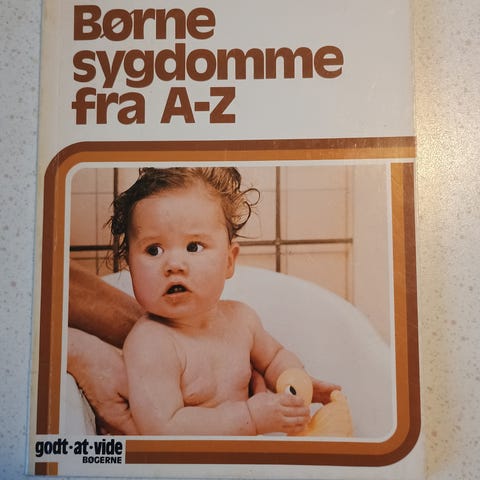 Børne
sygdomme
fra A-Z
godt·at·vide
BØGERNE